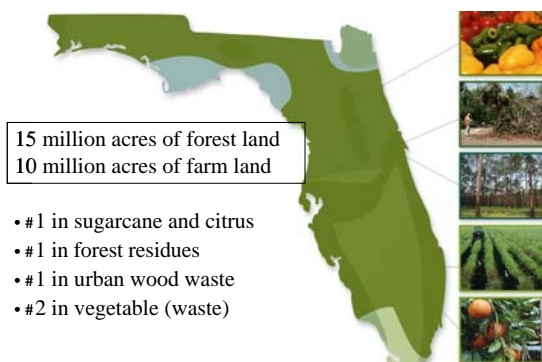 15 million acres of forest land
10 million acres of farm land
• #1 in sugarcane and citrus
• #1 in forest residues
• #1 in urban wood waste
• #2 in vegetable (waste)